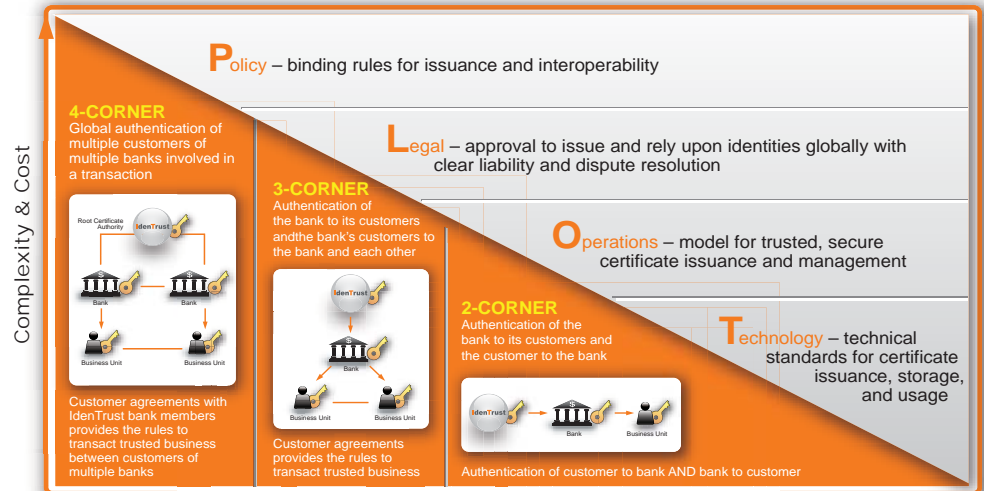 Complexity & Cost
Policy – binding rules for issuance and interoperability
Legal – approval to issue and rely upon identities globally with
clear liability and dispute resolution
Operations – model for trusted, secure
certificate issuance and management
Technology – technical
standards for certificate
issuance, storage,
and usage
4-CORNER
Global authentication of
multiple customers of
multiple banks involved in
a transaction
Root Certificate
Authority
IdenTrust
$
$
Bank
Bank
Business Unit
Business Unit
Customer agreements with
IdenTrust bank members
provides the rules to
transact trusted business
between customers of
multiple banks
3-CORNER
Authentication of
the bank to its customers
andthe bank's customers to
the bank and each other
IdenTrust
$
Bank
Business Unit
Business Unit
Customer agreements
provides the rules to
transact trusted business
2-CORNER
Authentication of the
bank to its customers and
the customer to the bank
IdenTrust
$
Bank
Business Unit
Authentication of customer to bank AND bank to customer